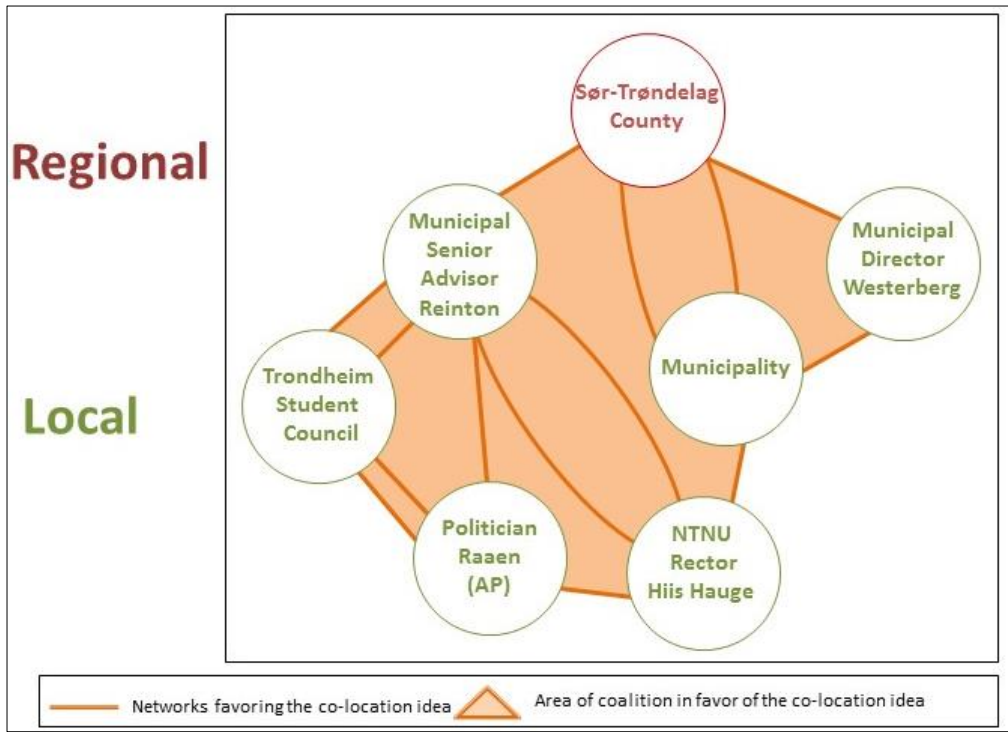 Regional
Local
Sør-Trøndelag
County
Municipal
Senior
Advisor
Reinton
Municipal
Director
Westerberg
Municipality
Trondheim
Student
Council
Politician
Raaen
(AP)
NTNU
Rector
Hiis Hauge
Networks favoring the co-location idea
Area of coalition in favor of the co-location idea